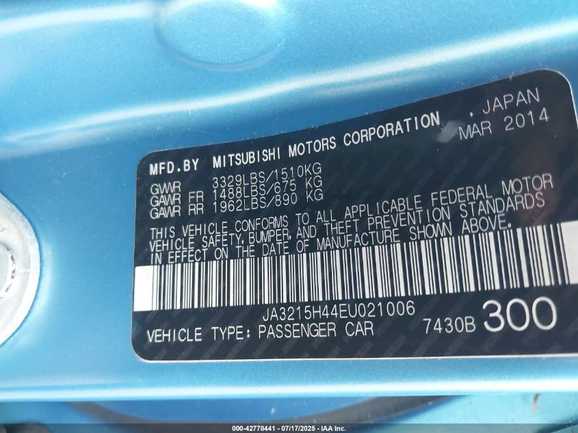 MFD.BY MITSUBISHI MOTORS CORPORATION , JAPAN
MAR 2014
GVWR 3329LBS/1510KG
GAWR FR 1488LBS/675 KG
GAWR RR 1962LBS/890 KG
THIS VEHICLE CONFORMS TO ALL APPLICABLE FEDERAL MOTOR
VEHICLE SAFETY, BUMPER, AND THEFT PREVENTION STANDARDS
IN EFFECT ON THE DATE OF MANUFACTURE SHOWN ABOVE.
JA3215H44EU021006
VEHICLE TYPE: PASSENGER CAR 7430B 300
000-42778441 - 07/17/2025 - IAA Inc.